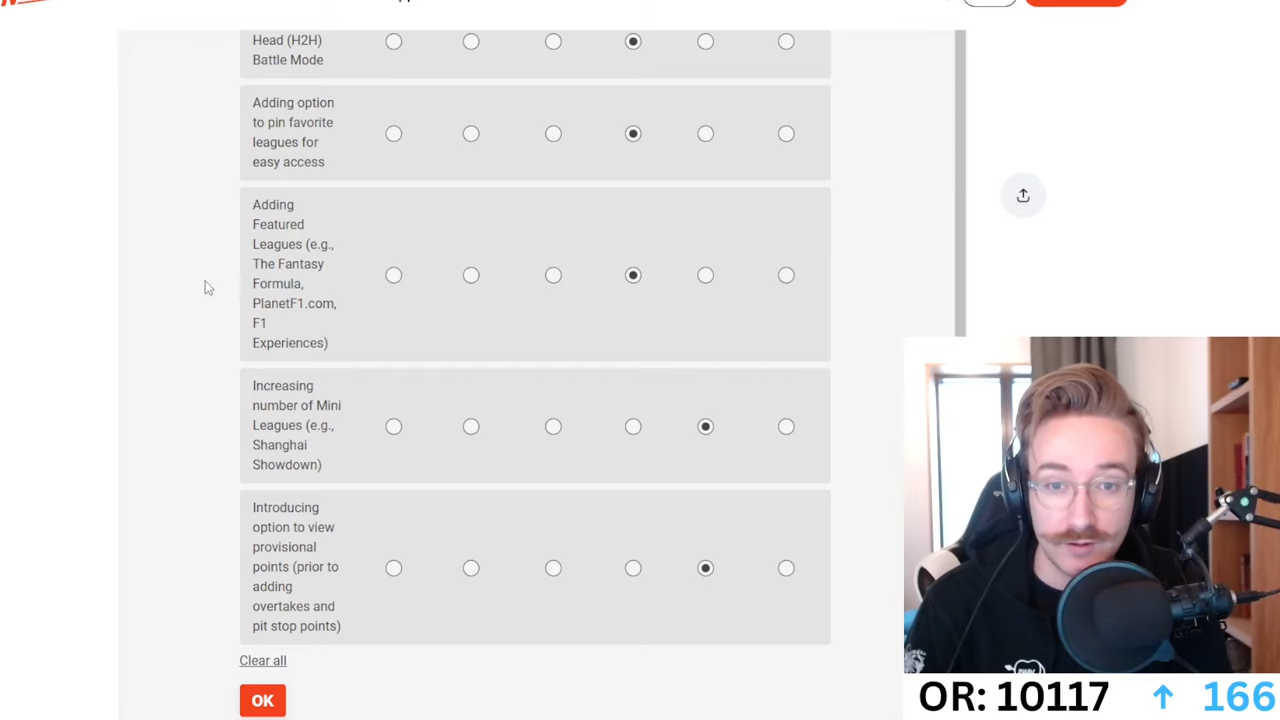 Head (H2H)
Battle Mode
Adding option
to pin favorite
leagues for
easy access
Adding
Featured
Leagues (e.g.,
The Fantasy
Formula,
PlanetF1.com,
F1
Experiences)
Increasing
number of Mini
Leagues (e.g.,
Shanghai
Showdown)
Introducing
option to view
provisional
points (prior to
adding
overtakes and
pit stop points)
Clear all
OK
OR: 10117 ↑ 166